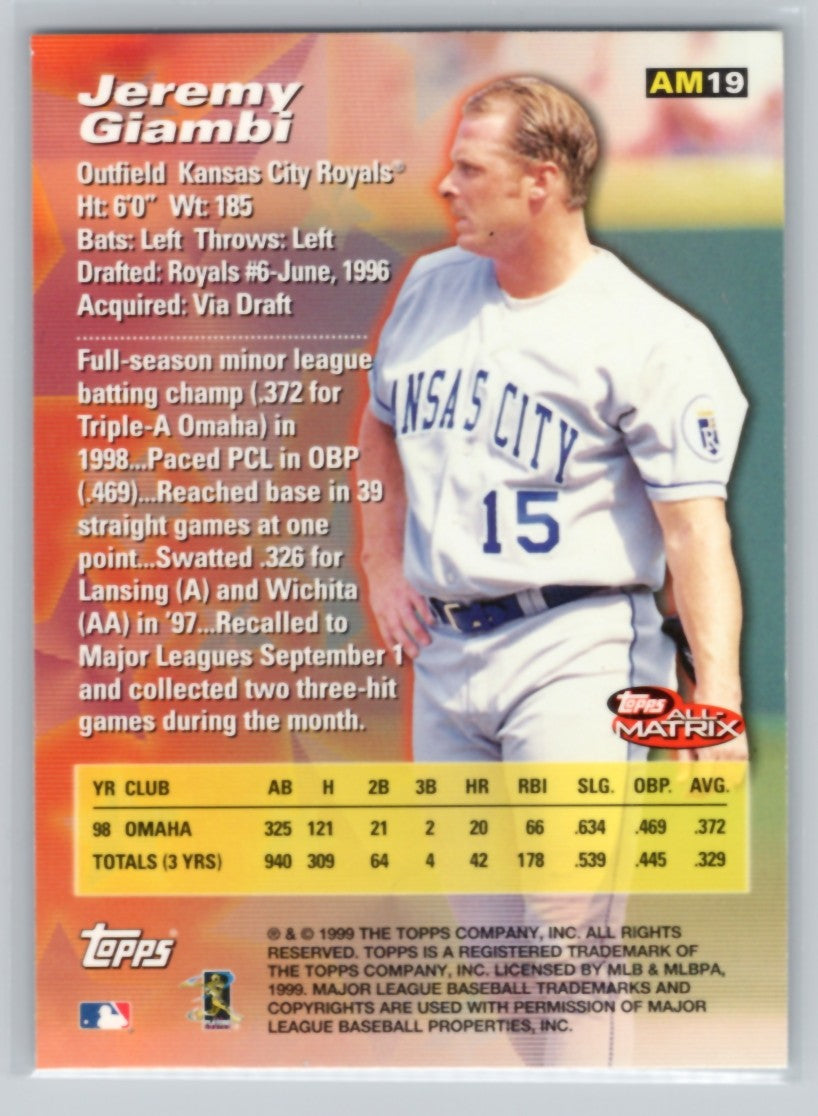 AM19
Jeremy
Giambi
Outfield Kansas City Royals®
Ht: 6'0" Wt: 185
Bats: Left Throws: Left
Drafted: Royals #6-June, 1996
Acquired: Via Draft
Full-season minor league
batting champ (.372 for
Triple-A Omaha) in
1998...Paced PCL in OBP
(.469)...Reached base in 39
straight games at one
point...Swatted .326 for
Lansing (A) and Wichita
(AA) in '97...Recalled to
Major Leagues September 1
and collected two three-hit
games during the month.
ANSAS CITY
15
Topps
ALL-
MATRIX
YR CLUB AB H 2B 3B HR RBI SLG. OBP. AVG.
98 OMAHA 325 121 21 2 20 66 .634 .469 .372
TOTALS (3 YRS) 940 309 64 4 42 178 .539 .445 .329
Topps
® & © 1999 THE TOPPS COMPANY, INC. ALL RIGHTS
RESERVED. TOPPS IS A REGISTERED TRADEMARK OF
THE TOPPS COMPANY, INC. LICENSED BY MLB & MLBPA,
1999. MAJOR LEAGUE BASEBALL TRADEMARKS AND
COPYRIGHTS ARE USED WITH PERMISSION OF MAJOR
LEAGUE BASEBALL PROPERTIES, INC.